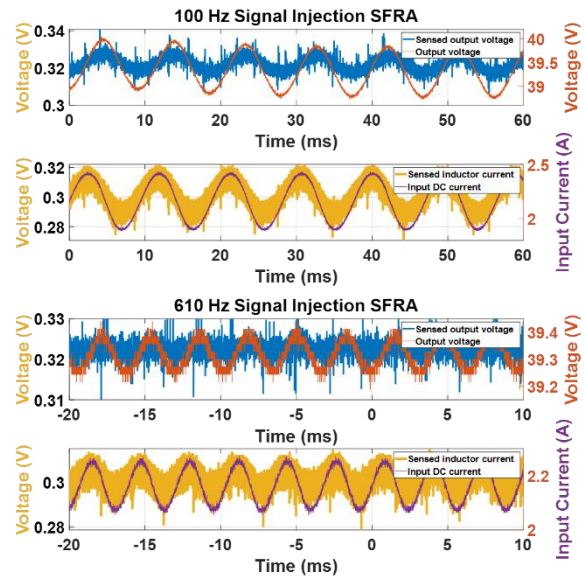 100 Hz Signal Injection SFRA
Voltage (V)
0.34
0.32
0.3
Sensed output voltage
Output voltage
40
39.5
39
Voltage (V)
0 10 20 30 40 50 60
Time (ms)
Voltage (V)
0.32
0.3
0.28
Sensed inductor current
Input DC current
2.5
2
Input Current (A)
0 10 20 30 40 50 60
Time (ms)
610 Hz Signal Injection SFRA
Voltage (V)
0.33
0.32
0.31
Sensed output voltage
Output voltage
39.4
39.3
39.2
Voltage (V)
-20 -15 -10 -5 0 5 10
Time (ms)
Voltage (V)
0.3
0.28
Sensed inductor current
Input DC current
2.2
2
Input Current (A)
-20 -15 -10 -5 0 5 10
Time (ms)